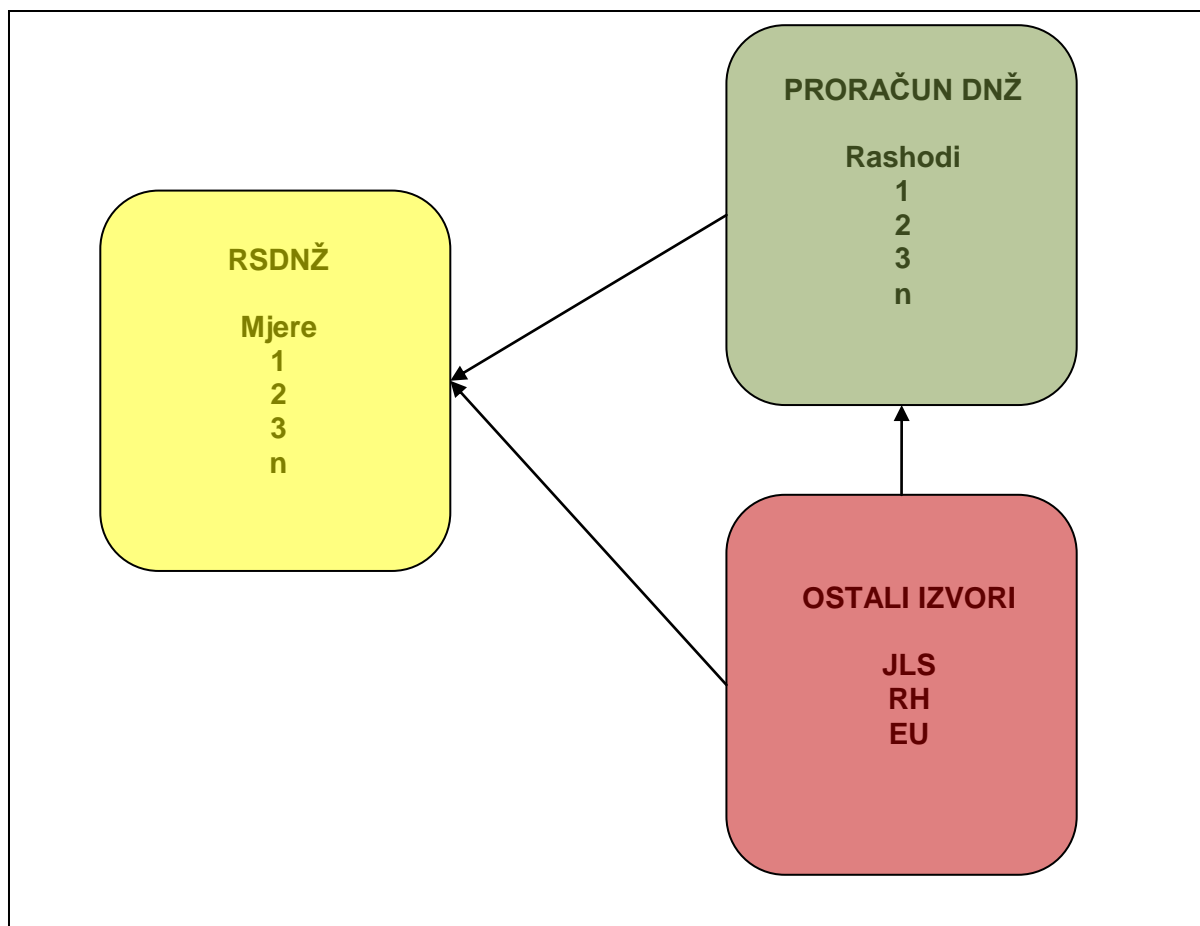 RSDNŽ
Mjere
1
2
3
n
PRORAČUN DNŽ
Rashodi
1
2
3
n
OSTALI IZVORI
JLS
RH
EU